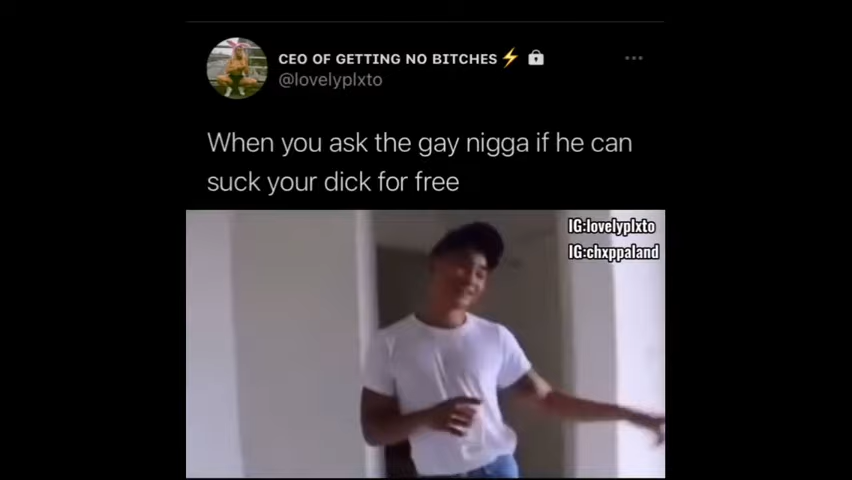 CEO OF GETTING NO BITCHES⚡
@lovelyplxto
When you ask the gay nigga if he can
suck your dick for free
IG:lovelyplxto
IG:chxppaland